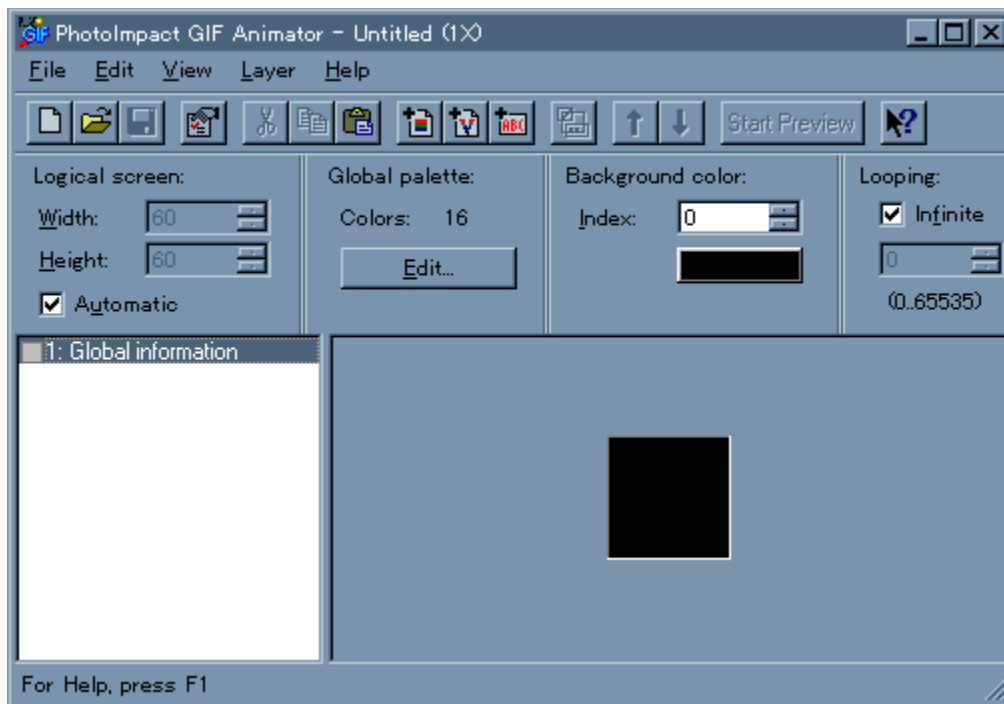 PhotoImpact GIF Animator - Untitled (1X)
File Edit View Layer Help
ABC Start Preview ?
Logical screen: Global palette: Background color: Looping:
Width: 60 Colors: 16 Index: 0 Infinite
Height: 60 Edit... 0
Automatic (0..65535)
1: Global information
For Help, press F1